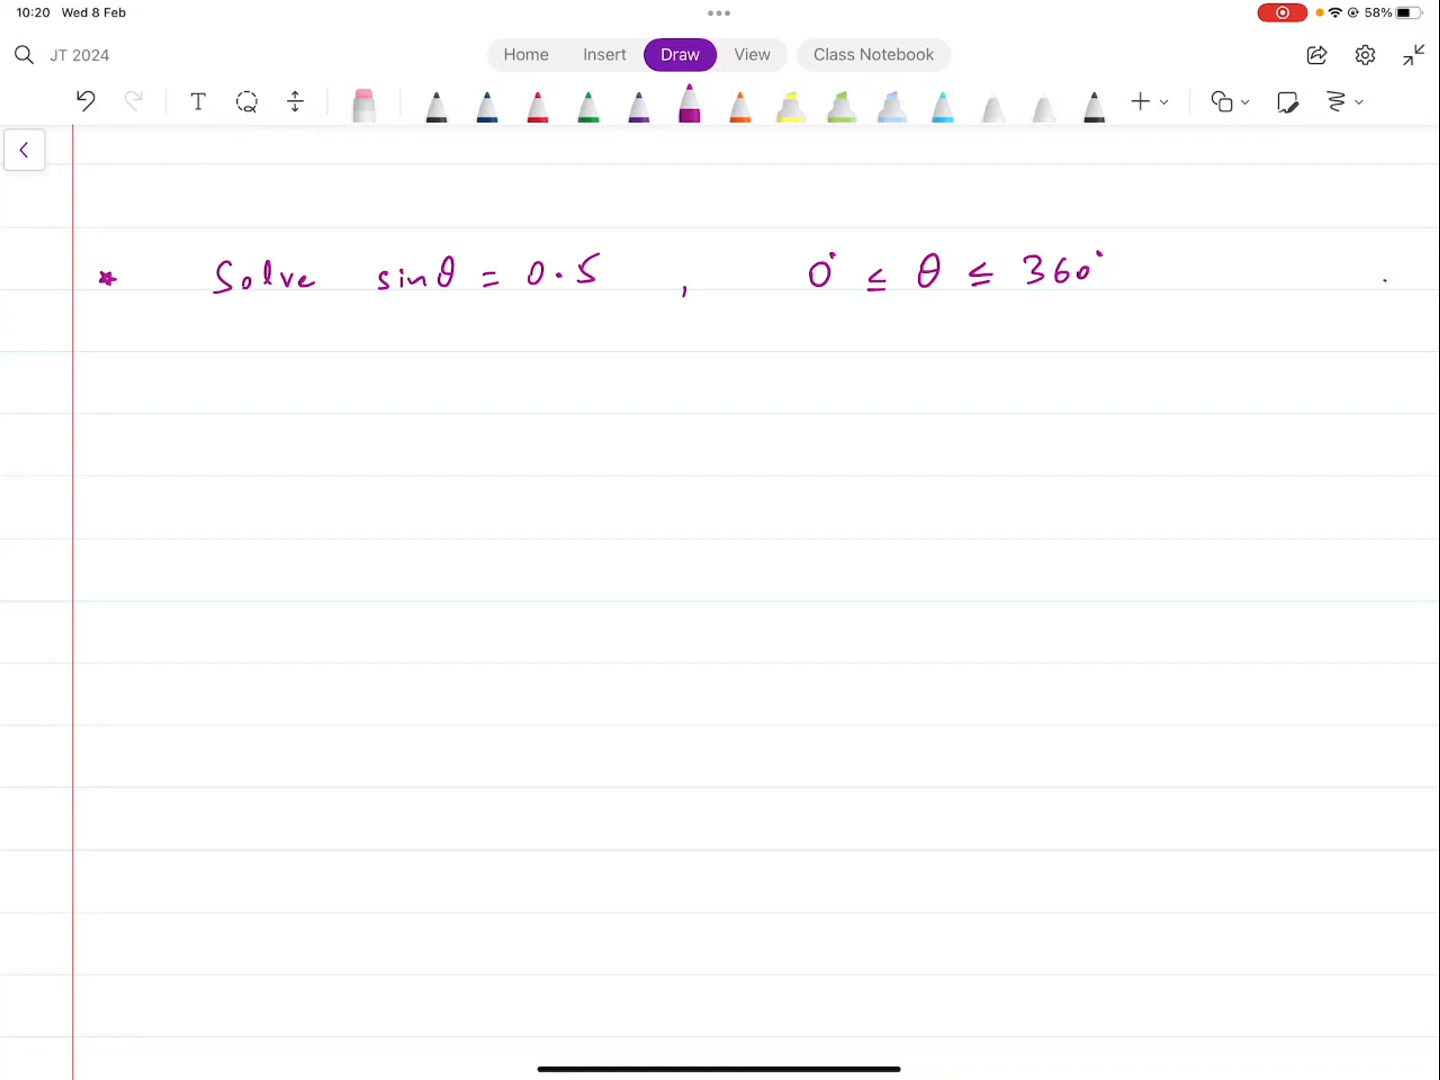 10:20 Wed 8 Feb
58%
JT 2024
Home Insert Draw View Class Notebook
T
* Solve sinθ = 0.5 , 0° ≤ θ ≤ 360°